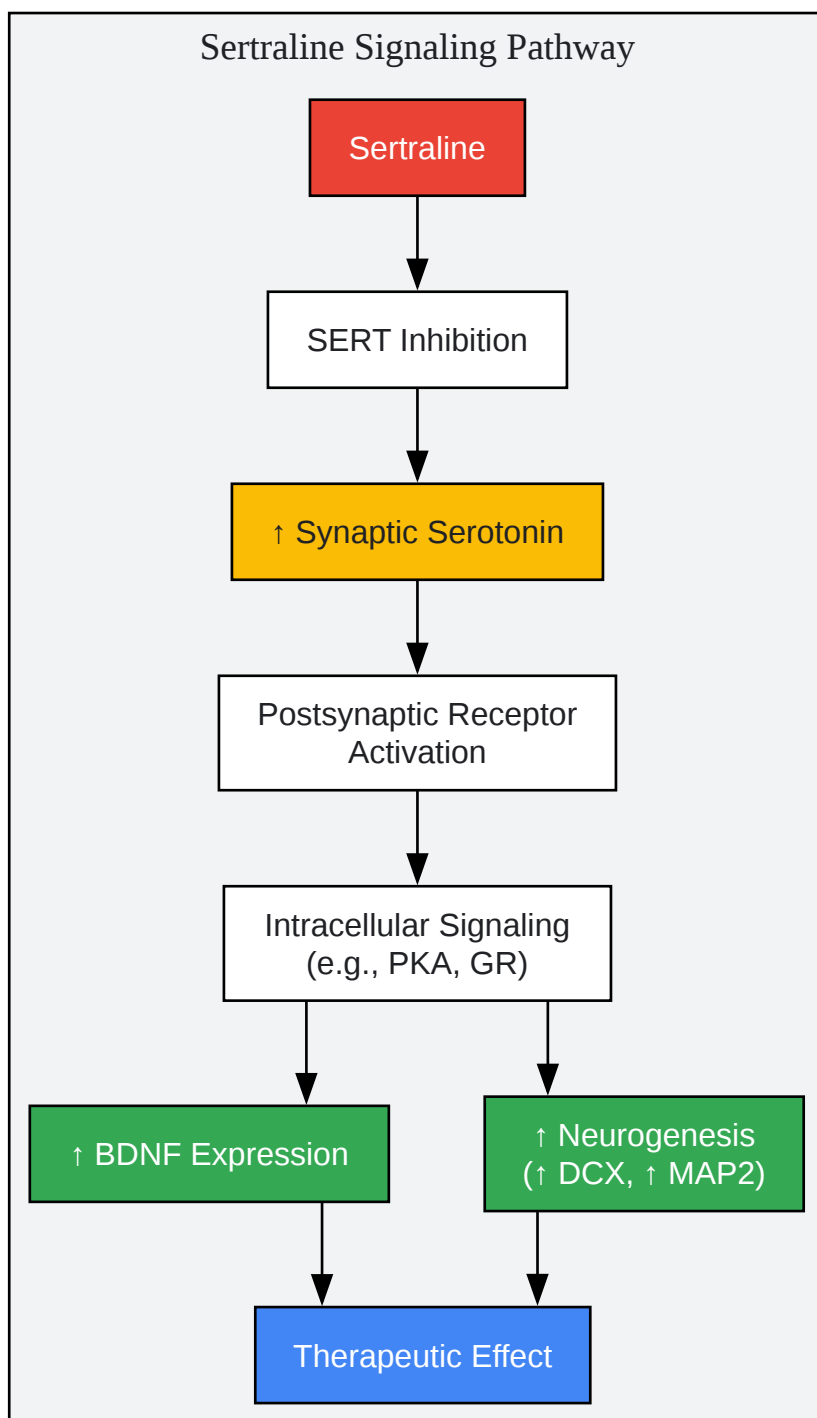 Sertraline Signaling Pathway
Sertraline
SERT Inhibition
↑ Synaptic Serotonin
Postsynaptic Receptor
Activation
Intracellular Signaling
(e.g., PKA, GR)
↑ BDNF Expression
↑ Neurogenesis
(↑ DCX, ↑ MAP2)
Therapeutic Effect